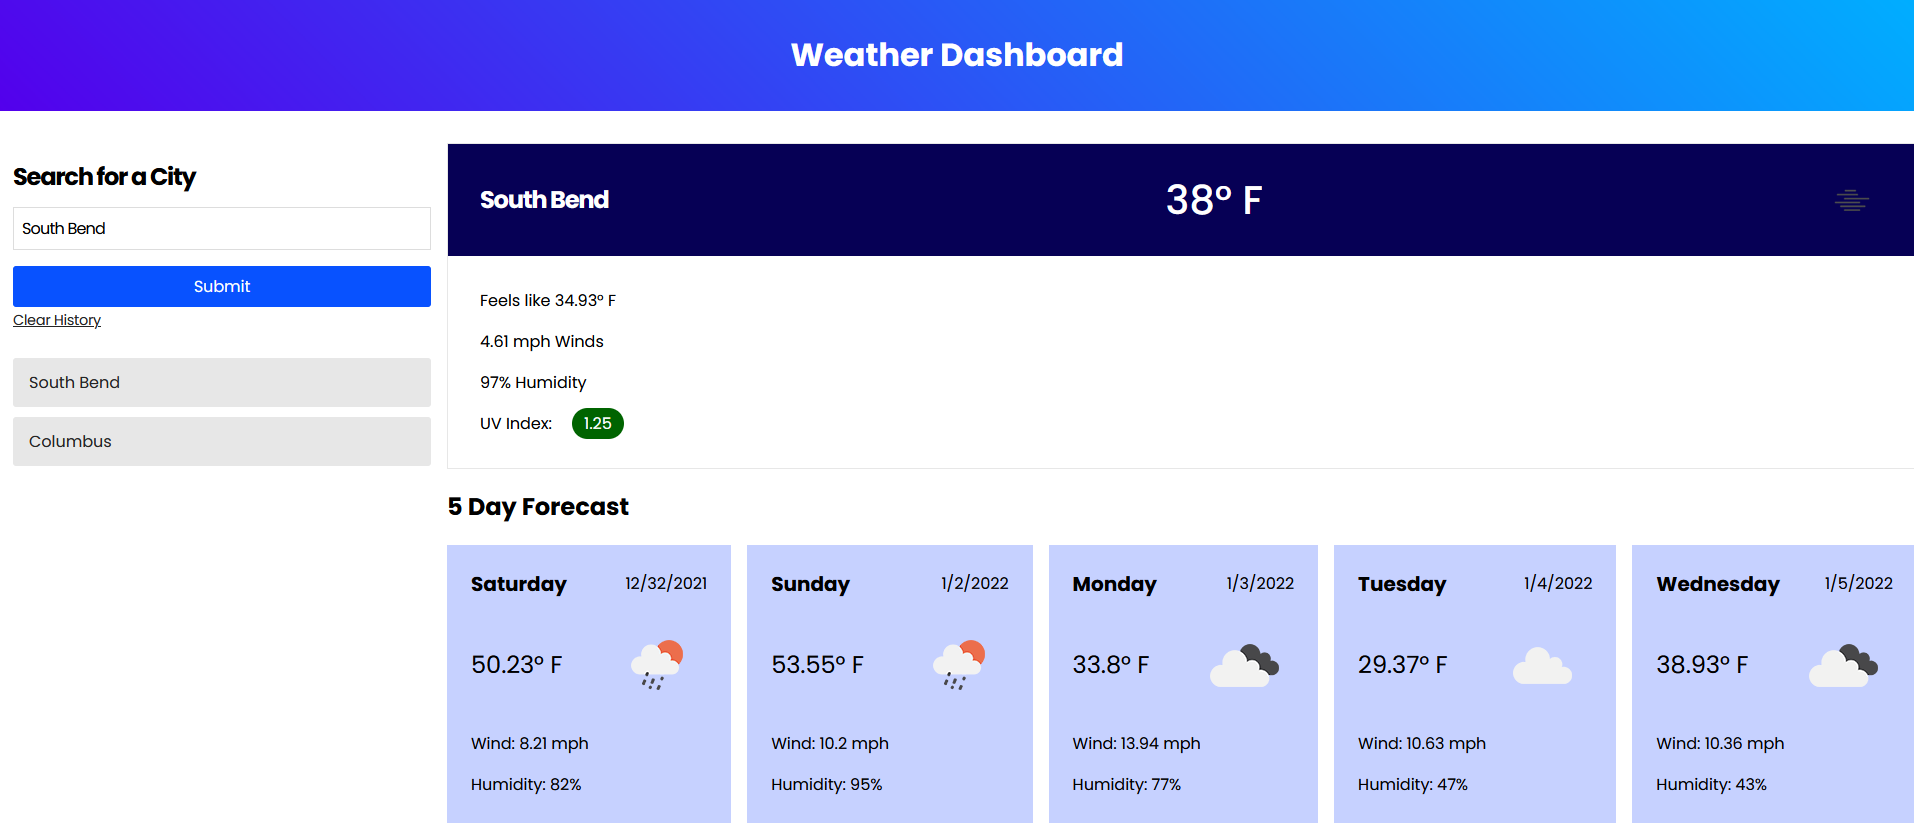 Weather Dashboard
Search for a City
South Bend
Submit
Clear History
South Bend
Columbus
South Bend 38° F
Feels like 34.93° F
4.61 mph Winds
97% Humidity
UV Index: 1.25
5 Day Forecast
Saturday 12/32/2021
50.23° F
Wind: 8.21 mph
Humidity: 82%
Sunday 1/2/2022
53.55° F
Wind: 10.2 mph
Humidity: 95%
Monday 1/3/2022
33.8° F
Wind: 13.94 mph
Humidity: 77%
Tuesday 1/4/2022
29.37° F
Wind: 10.63 mph
Humidity: 47%
Wednesday 1/5/2022
38.93° F
Wind: 10.36 mph
Humidity: 43%